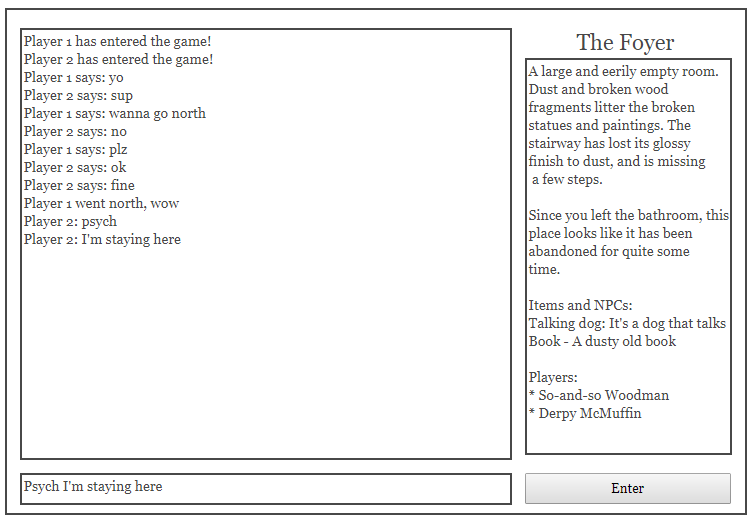 Player 1 has entered the game!
Player 2 has entered the game!
Player 1 says: yo
Player 2 says: sup
Player 1 says: wanna go north
Player 2 says: no
Player 1 says: plz
Player 2 says: ok
Player 2 says: fine
Player 1 went north, wow
Player 2: psych
Player 2: I'm staying here
Psych I'm staying here
The Foyer
A large and eerily empty room.
Dust and broken wood
fragments litter the broken
statues and paintings. The
stairway has lost its glossy
finish to dust, and is missing
a few steps.
Since you left the bathroom, this
place looks like it has been
abandoned for quite some
time.
Items and NPCs:
Talking dog: It's a dog that talks
Book - A dusty old book
Players:
* So-and-so Woodman
* Derpy McMuffin
Enter